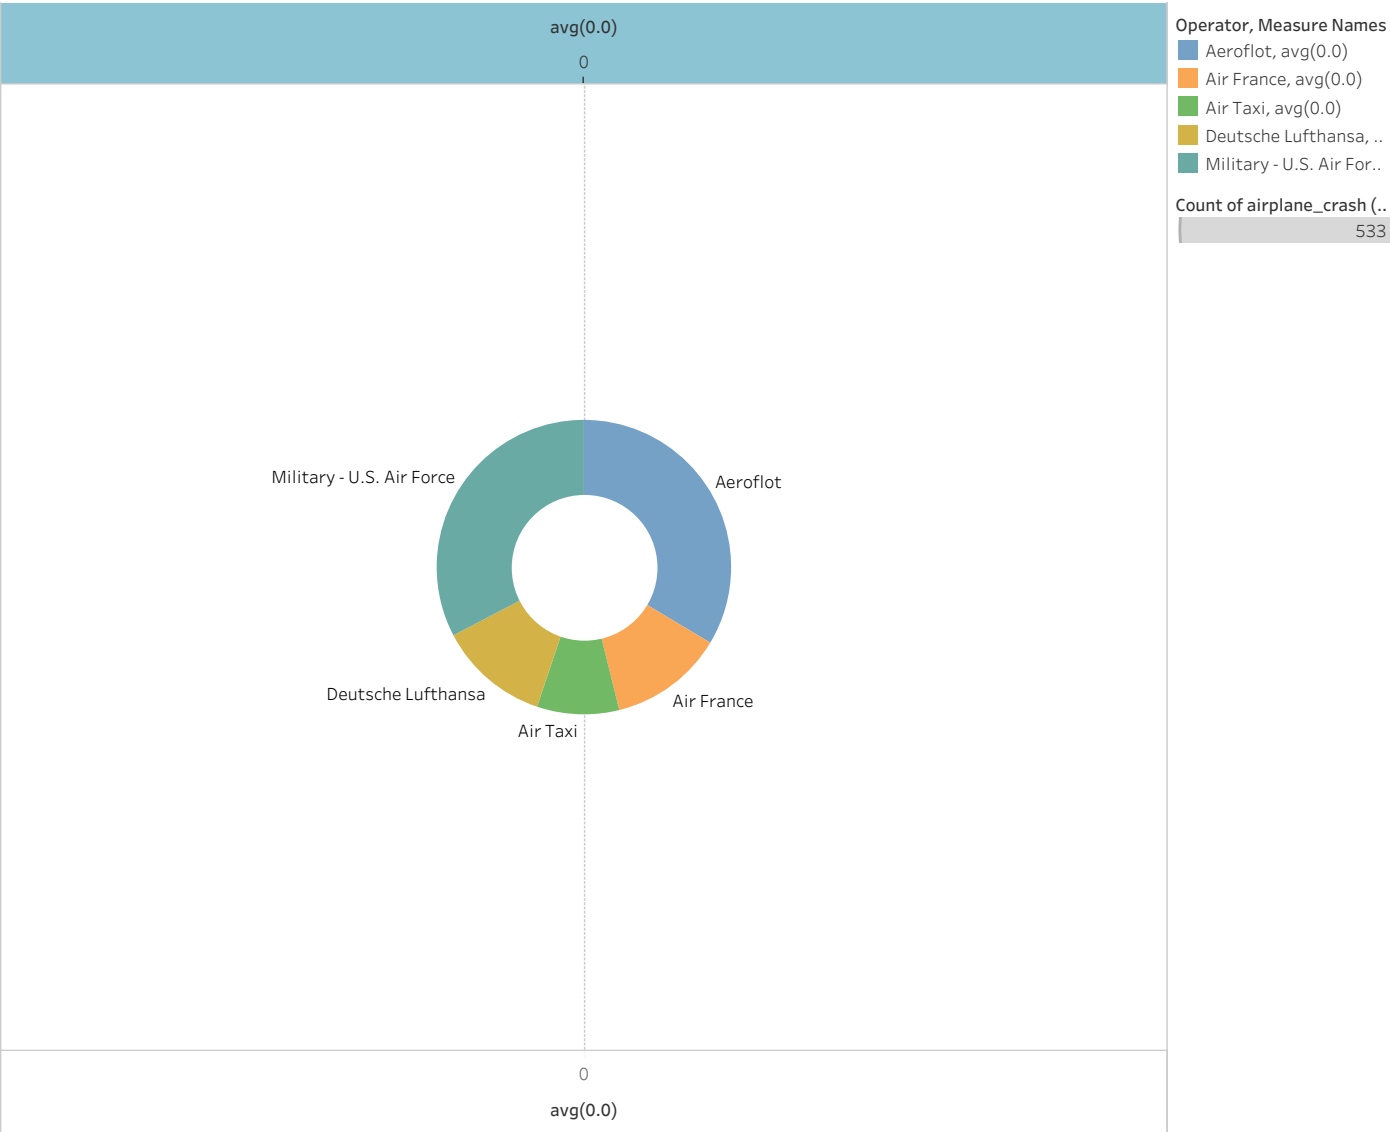 avg(0.0)
0
Operator, Measure Names
Aeroflot, avg(0.0)
Air France, avg(0.0)
Air Taxi, avg(0.0)
Deutsche Lufthansa, ..
Military - U.S. Air For..
Count of airplane_crash (..
533
Military - U.S. Air Force
Aeroflot
Deutsche Lufthansa
Air France
Air Taxi
0
avg(0.0)